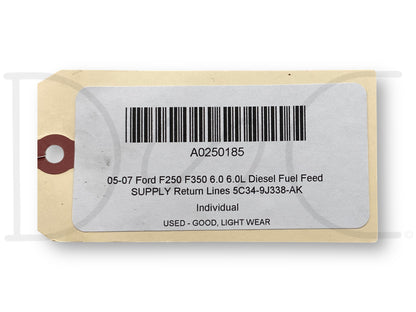 A0250185
05-07 Ford F250 F350 6.0 6.0L Diesel Fuel Feed
SUPPLY Return Lines 5C34-9J338-AK
Individual
USED - GOOD, LIGHT WEAR